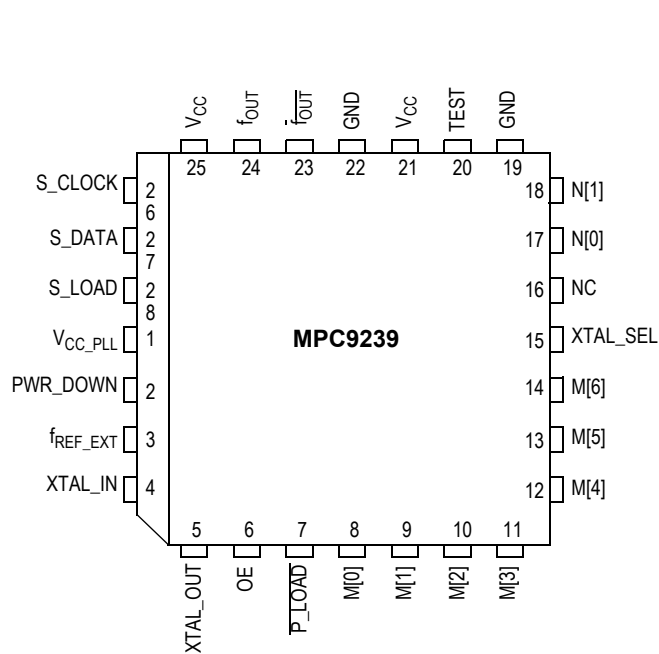 VCC
fOUT
fOUT
GND
VCC
TEST
GND
25 24 23 22 21 20 19
S_CLOCK 2
6
S_DATA 2
7
S_LOAD 2
8
VCC_PLL 1
PWR_DOWN 2
fREF_EXT 3
XTAL_IN 4
MPC9239
18 N[1]
17 N[0]
16 NC
15 XTAL_SEL
14 M[6]
13 M[5]
12 M[4]
5 6 7 8 9 10 11
XTAL_OUT
OE
P_LOAD
M[0]
M[1]
M[2]
M[3]